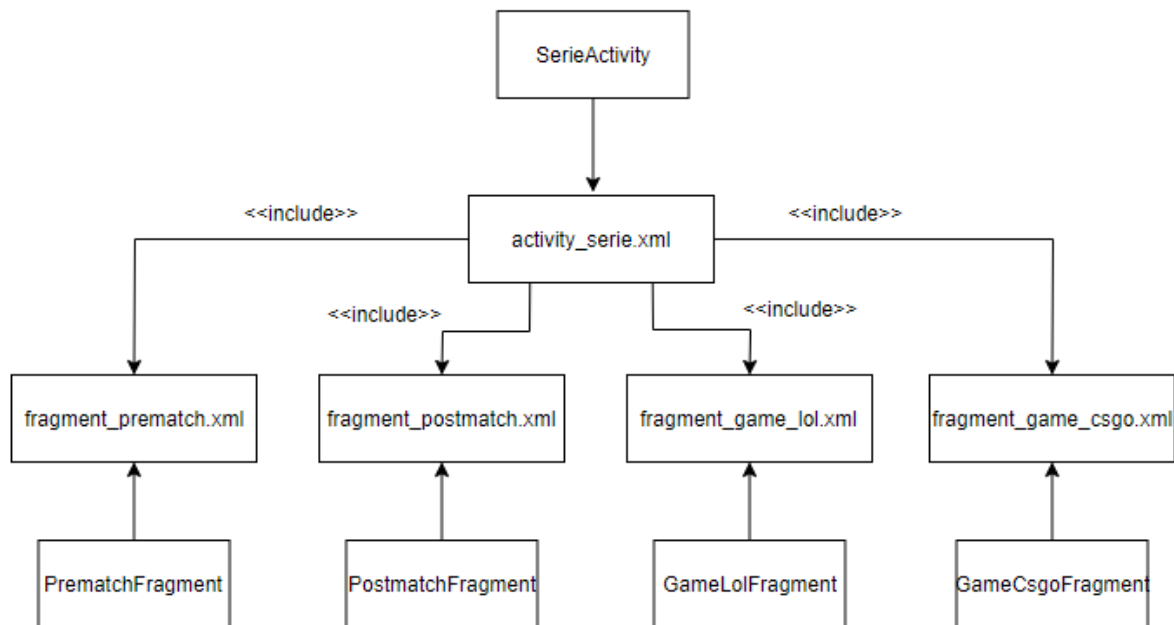 SerieActivity
<<include>>
<<include>>
activity_serie.xml
<<include>>
<<include>>
fragment_prematch.xml
fragment_postmatch.xml
fragment_game_lol.xml
fragment_game_csgo.xml
PrematchFragment
PostmatchFragment
GameLolFragment
GameCsgoFragment